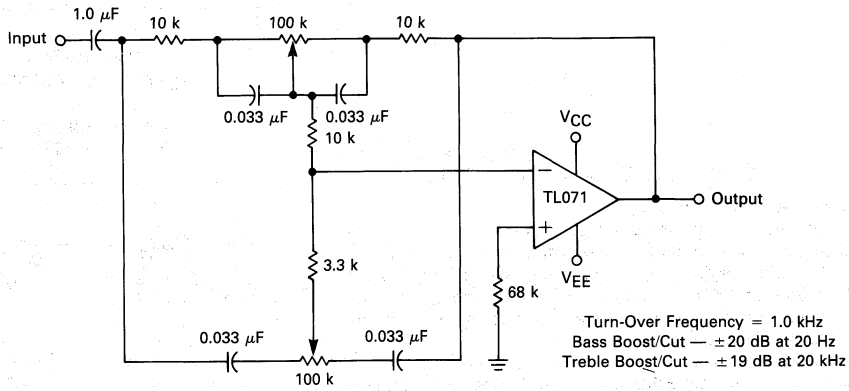 1.0 μF
10 k
100 k
10 k
Input
0.033 μF
0.033 μF
10 k
VCC
−
TL071
+
Output
VEE
3.3 k
68 k
0.033 μF
0.033 μF
100 k
Turn-Over Frequency = 1.0 kHz
Bass Boost/Cut — ±20 dB at 20 Hz
Treble Boost/Cut — ±19 dB at 20 kHz